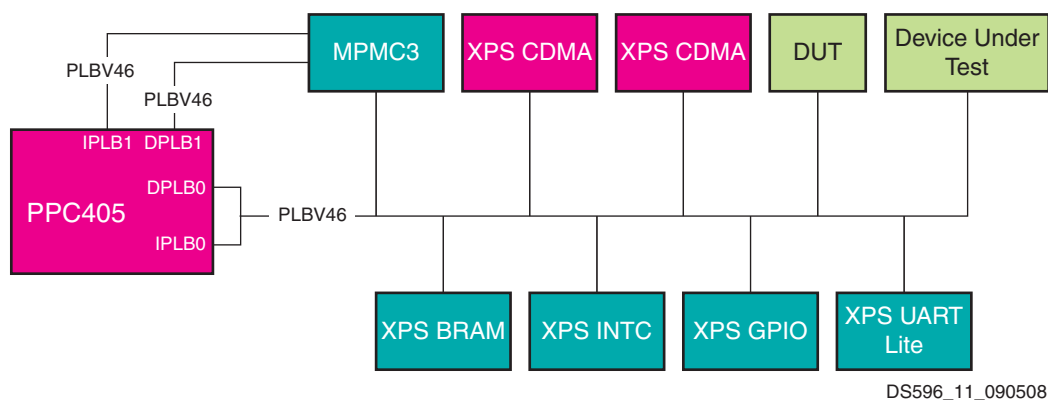 MPMC3
XPS CDMA
XPS CDMA
DUT
Device Under
Test
PLBV46
PLBV46
IPLB1 DPLB1
DPLB0
PPC405
IPLB0
PLBV46
XPS BRAM
XPS INTC
XPS GPIO
XPS UART
Lite
DS596_11_090508